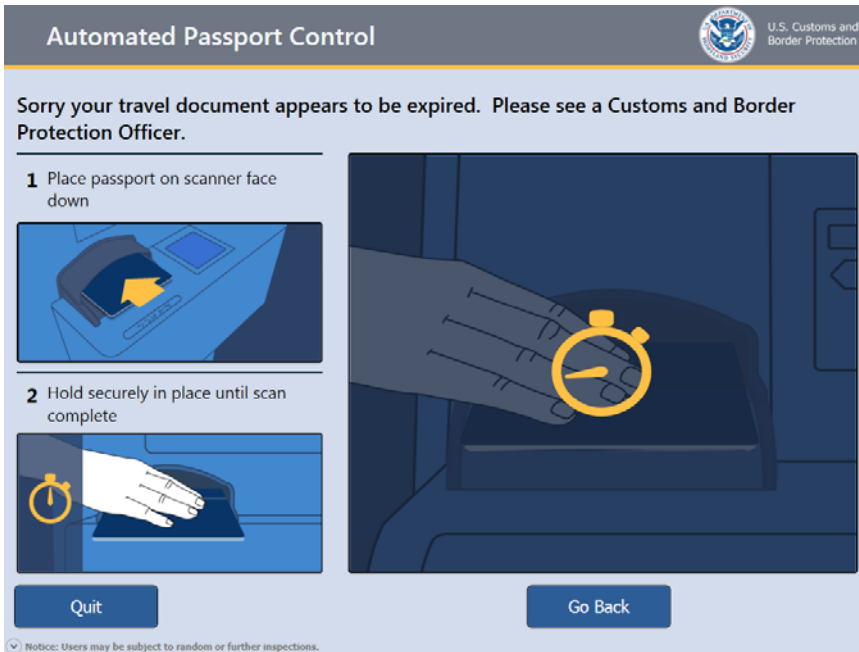 Automated Passport Control
U.S. Customs and
Border Protection
Sorry your travel document appears to be expired. Please see a Customs and Border
Protection Officer.
1 Place passport on scanner face
down
2 Hold securely in place until scan
complete
Quit
Go Back
Notice: Users may be subject to random or further inspections.